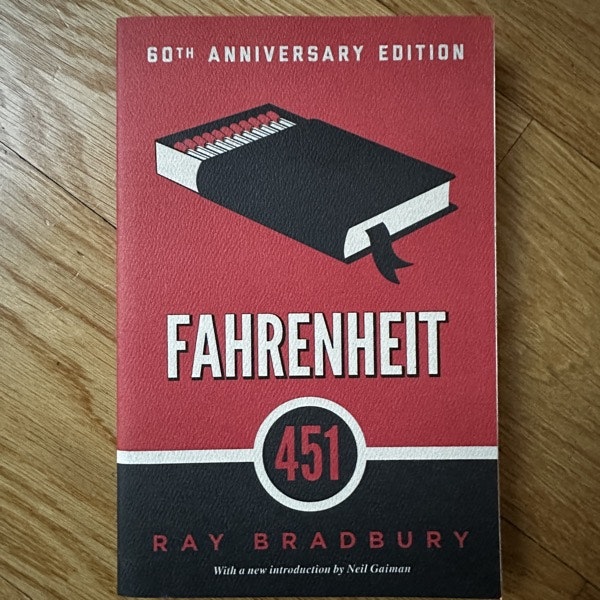 60TH ANNIVERSARY EDITION
FAHRENHEIT
451
RAY BRADBURY
With a new introduction by Neil Gaiman